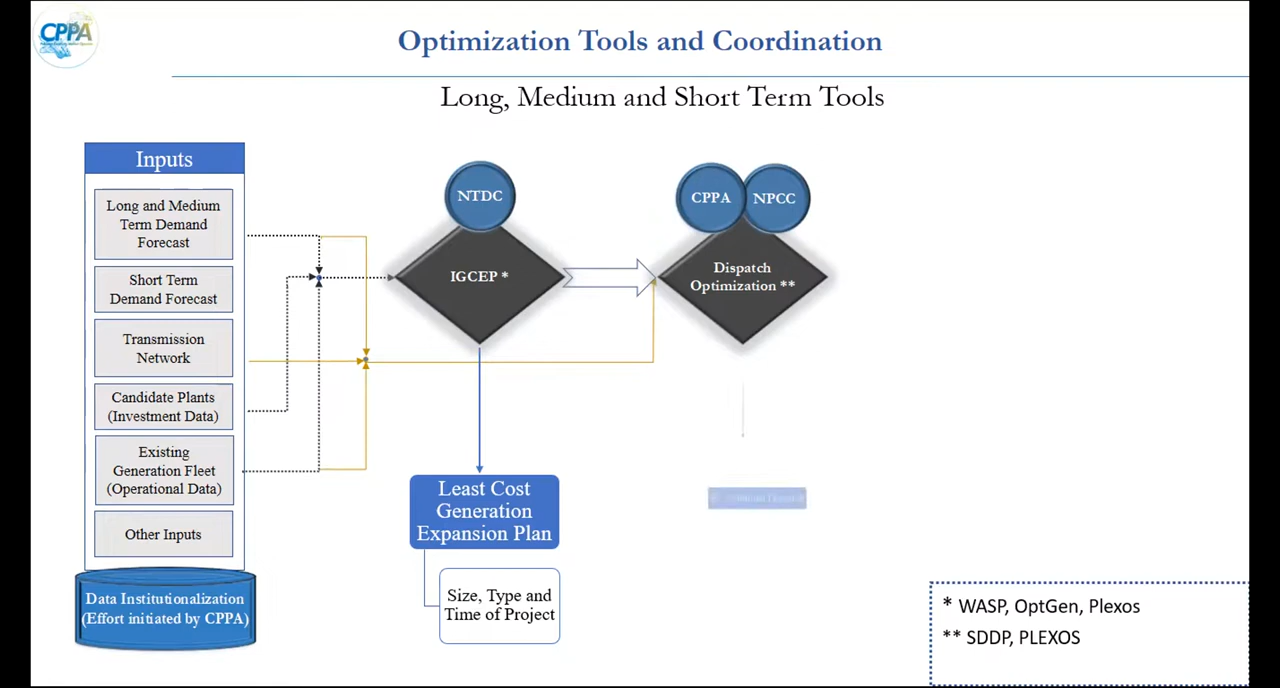 CPPA
Optimization Tools and Coordination
Long, Medium and Short Term Tools
Inputs
Long and Medium
Term Demand
Forecast
Short Term
Demand Forecast
Transmission
Network
Candidate Plants
(Investment Data)
Existing
Generation Fleet
(Operational Data)
Other Inputs
Data Institutionalization
(Effort initiated by CPPA)
NTDC
IGCEP *
Least Cost
Generation
Expansion Plan
Size, Type and
Time of Project
CPPA
NPCC
Dispatch
Optimization **
* WASP, OptGen, Plexos
** SDDP, PLEXOS